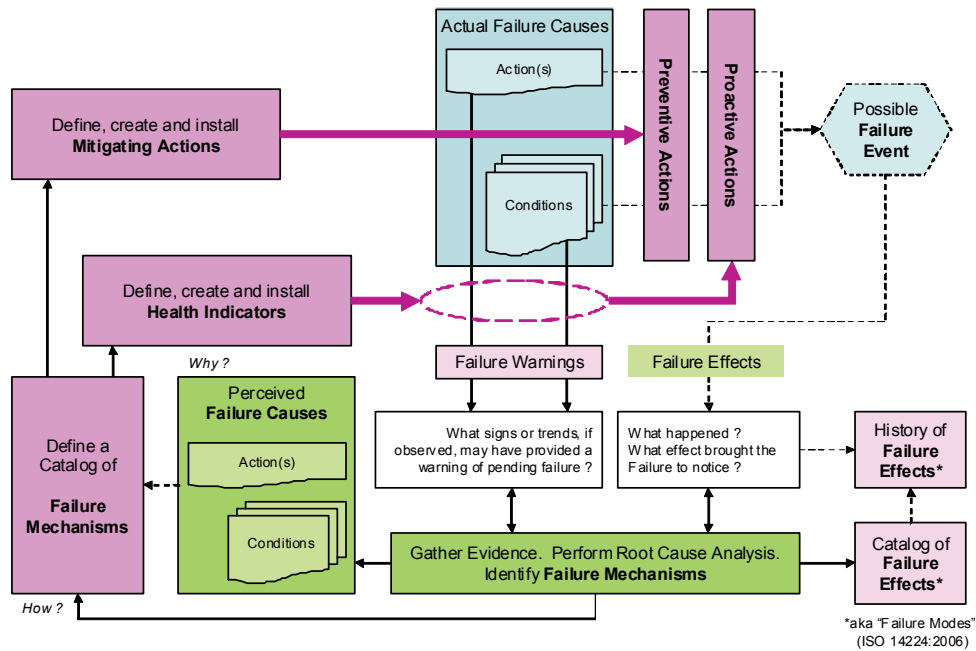 Actual Failure Causes
Action(s)
Conditions
Preventive Actions
Proactive Actions
Possible
Failure
Event
Define, create and install
Mitigating Actions
Define, create and install
Health Indicators
Why ?
Failure Warnings
Failure Effects
Define a
Catalog of
Failure
Mechanisms
Perceived
Failure Causes
Action(s)
Conditions
What signs or trends, if
observed, may have provided a
warning of pending failure ?
What happened ?
What effect brought the
Failure to notice ?
History of
Failure
Effects*
Gather Evidence.  Perform Root Cause Analysis.
Identify Failure Mechanisms
Catalog of
Failure
Effects*
How ?
*aka “Failure Modes”
(ISO 14224:2006)